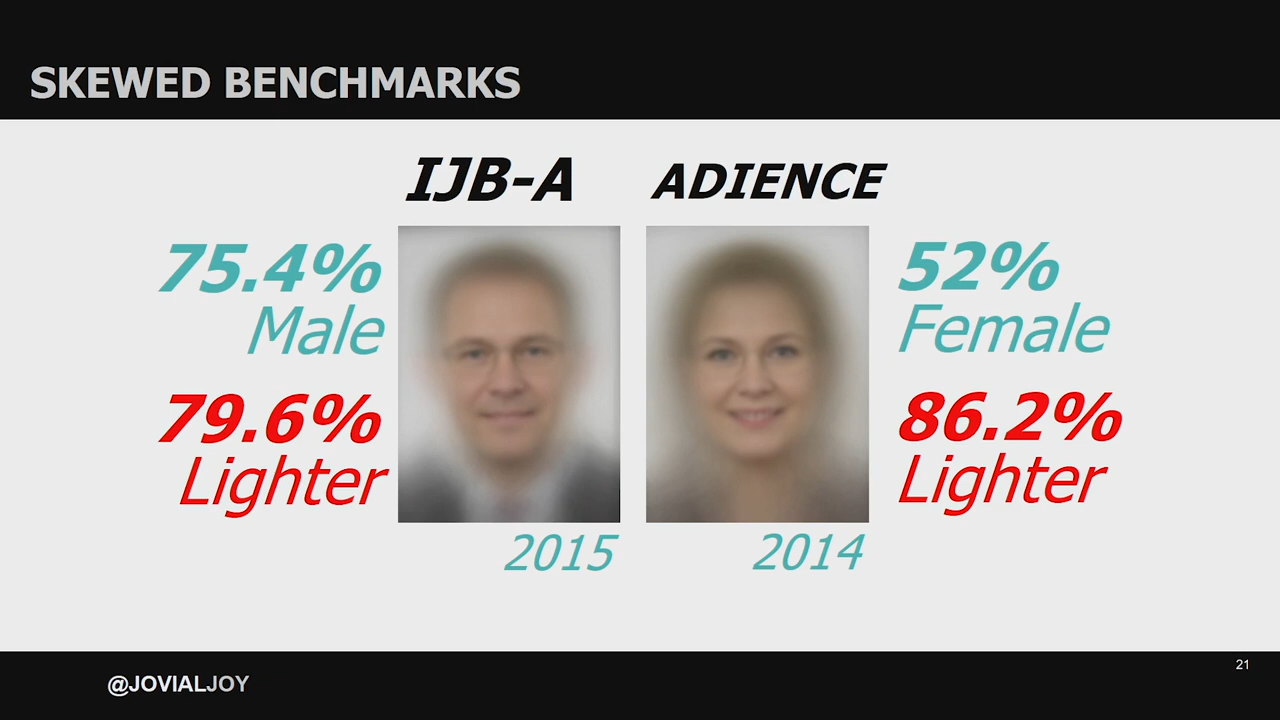 SKEWED BENCHMARKS
IJB-A
75.4%
Male
79.6%
Lighter
2015
ADIENCE
52%
Female
86.2%
Lighter
2014
@JOVIALJOY
21